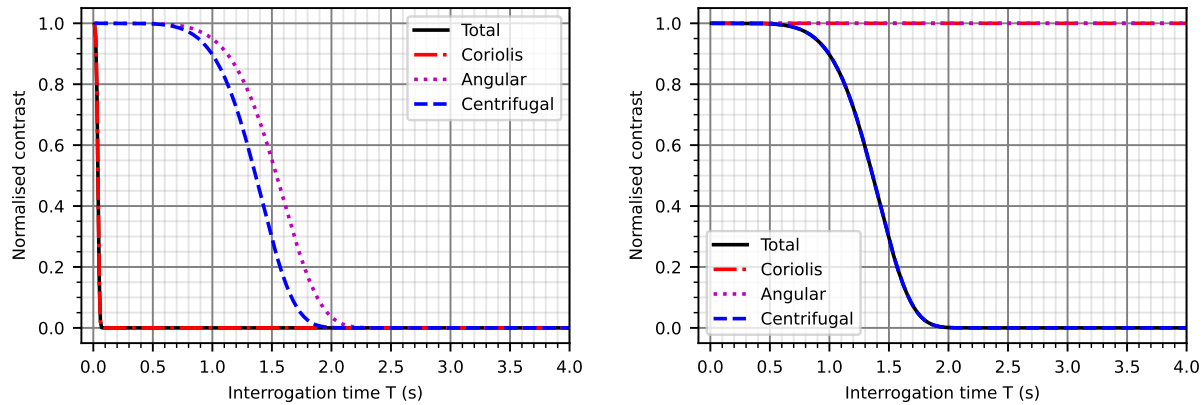 Normalised contrast
1.0
0.8
0.6
0.4
0.2
0.0
Total
Coriolis
Angular
Centrifugal
0.0 0.5 1.0 1.5 2.0 2.5 3.0 3.5 4.0
Interrogation time T (s)
Normalised contrast
1.0
0.8
0.6
0.4
0.2
0.0
Total
Coriolis
Angular
Centrifugal
0.0 0.5 1.0 1.5 2.0 2.5 3.0 3.5 4.0
Interrogation time T (s)